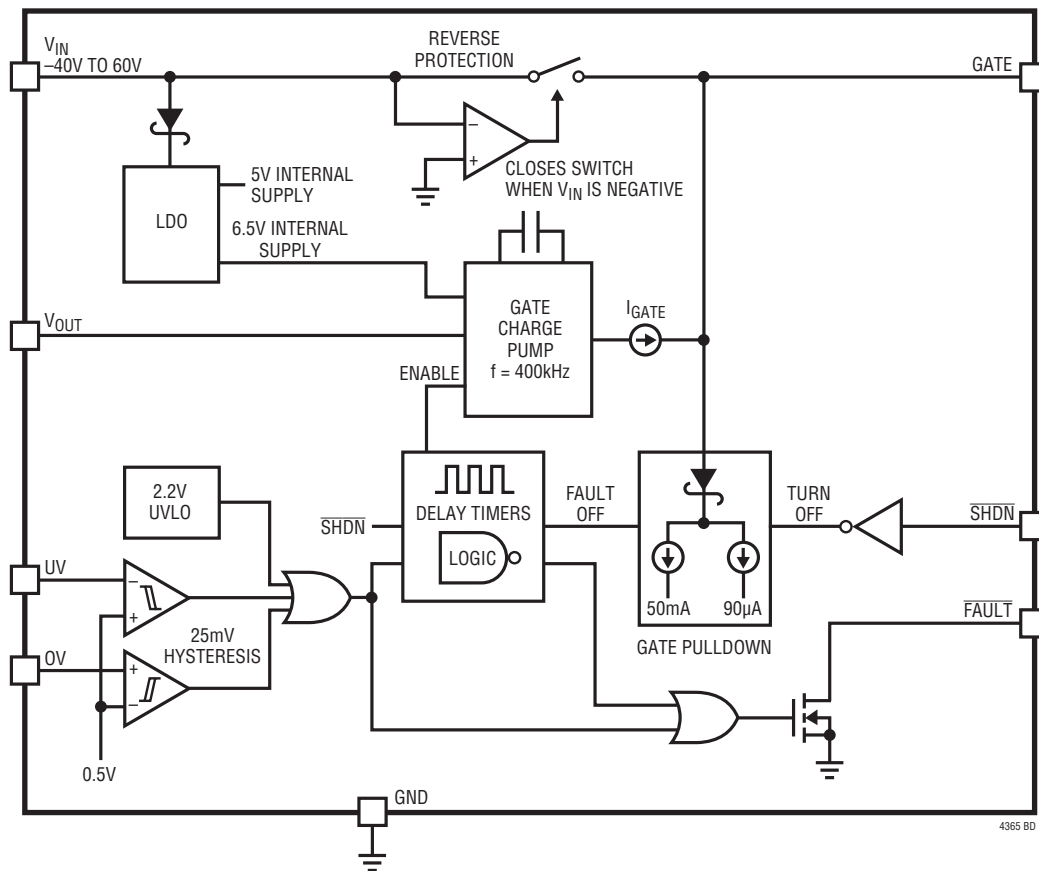 VIN
–40V TO 60V
REVERSE
PROTECTION
GATE
–
+
CLOSES SWITCH
WHEN VIN IS NEGATIVE
5V INTERNAL
SUPPLY
LDO
6.5V INTERNAL
SUPPLY
VOUT
GATE
CHARGE
PUMP
f = 400kHz
IGATE
ENABLE
2.2V
UVLO
SHDN
DELAY TIMERS
LOGIC
FAULT
OFF
TURN
OFF
SHDN
50mA
90µA
GATE PULLDOWN
FAULT
UV
–
+
25mV
HYSTERESIS
OV
+
–
0.5V
GND
4365 BD